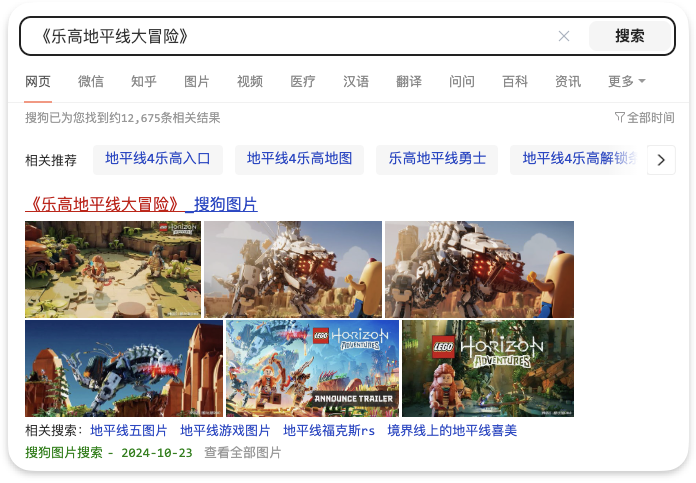 《乐高地平线大冒险》 搜索
网页 微信 知乎 图片 视频 医疗 汉语 翻译 问问 百科 资讯 更多
搜狗已为您找到约12,675条相关结果 全部时间
相关推荐 地平线4乐高入口 地平线4乐高地图 乐高地平线勇士 地平线4乐高解锁
《乐高地平线大冒险》_搜狗图片
LEGO HORIZON ADVENTURES
LEGO HORIZON ADVENTURES
ANNOUNCE TRAILER
LEGO HORIZON ADVENTURES
相关搜索: 地平线五图片 地平线游戏图片 地平线福克斯rs 境界线上的地平线喜美
搜狗图片搜索 - 2024-10-23 查看全部图片